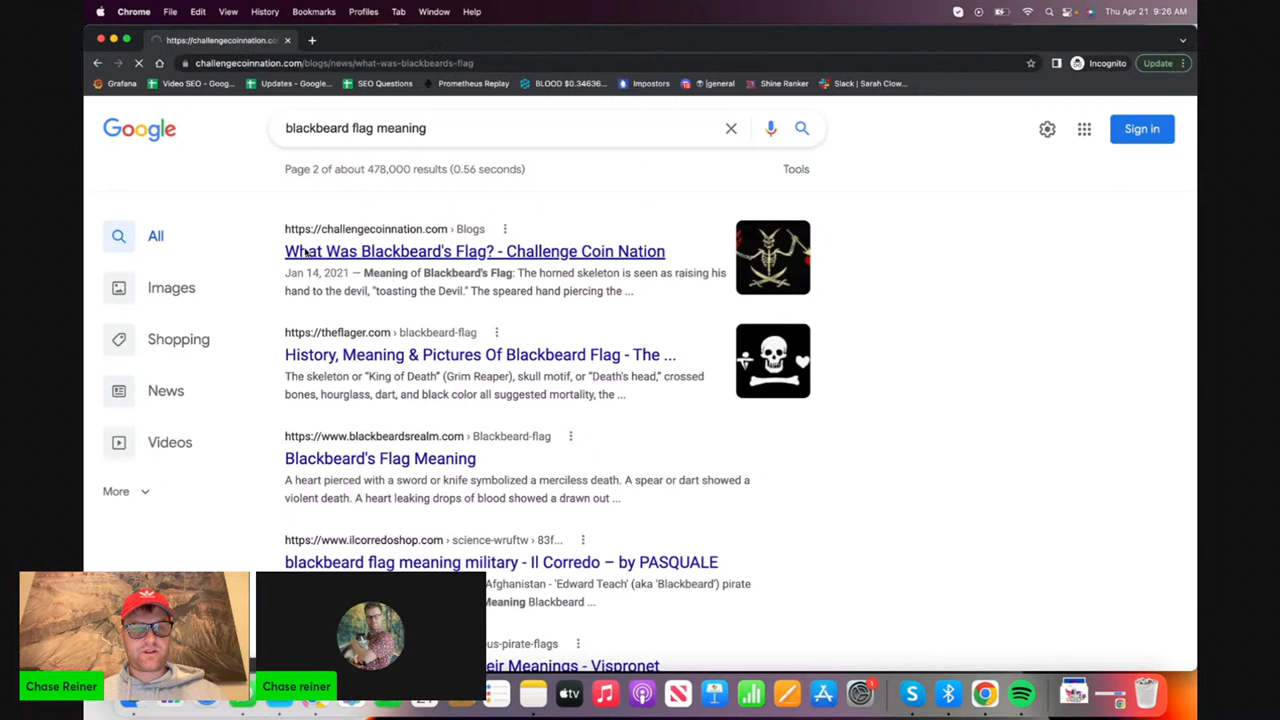 Chrome File Edit View History Bookmarks Profiles Tab Window Help Thu Apr 21 9:26 AM
https://challengecoinnation.co
challengecoinnation.com/blogs/news/what-was-blackbeards-flag Incognito Update
Grafana Video SEO - Goog... Updates - Google... SEO Questions Prometheus Repla BLOOD $0.34636... Impostors |general Shine Ranker Slack | Sarah Clow...
Google blackbeard flag meaning Sign in
Page 2 of about 478,000 results (0.56 seconds) Tools
All
Images
Shopping
News
Videos
More
https://challengecoinnation.com › Blogs
What Was Blackbeard's Flag? - Challenge Coin Nation
Jan 14, 2021 — Meaning of Blackbeard's Flag: The horned skeleton is seen as raising his
hand to the devil, "toasting the Devil." The speared hand piercing the ...
https://theflager.com › blackbeard-flag
History, Meaning & Pictures Of Blackbeard Flag - The ...
The skeleton or “King of Death” (Grim Reaper), skull motif, or “Death's head,” crossed
bones, hourglass, dart, and black color all suggested mortality, the ...
https://www.blackbeardsrealm.com › Blackbeard-flag
Blackbeard's Flag Meaning
A heart pierced with a sword or knife symbolized a merciless death. A spear or dart showed a
violent death. A heart leaking drops of blood showed a drawn out ...
https://www.ilcorredoshop.com › science-wruftw › 83f...
blackbeard flag meaning military - Il Corredo – by PASQUALE
Afghanistan - 'Edward Teach' (aka 'Blackbeard') pirate
Meaning Blackbeard ...
us-pirate-flags
eir Meanings - Vispronet
Chase Reiner
Chase reiner
tv
1